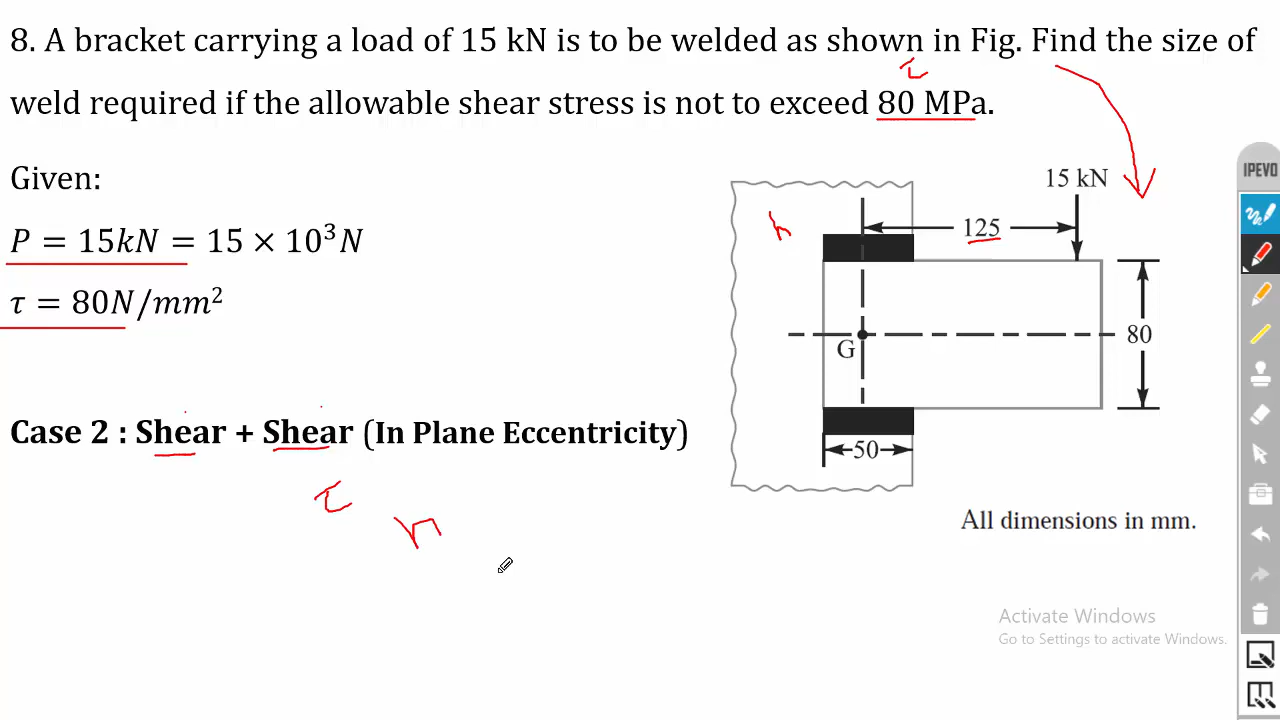 8. A bracket carrying a load of 15 kN is to be welded as shown in Fig. Find the size of
τ
weld required if the allowable shear stress is not to exceed 80 MPa.
Given:
P = 15kN = 15 × 10³N
τ = 80N/mm²
Case 2 : Shear + Shear (In Plane Eccentricity)
τ
h
15 kN
125
G
80
50
All dimensions in mm.
IPEVO
Activate Windows
Go to Settings to activate Windows.